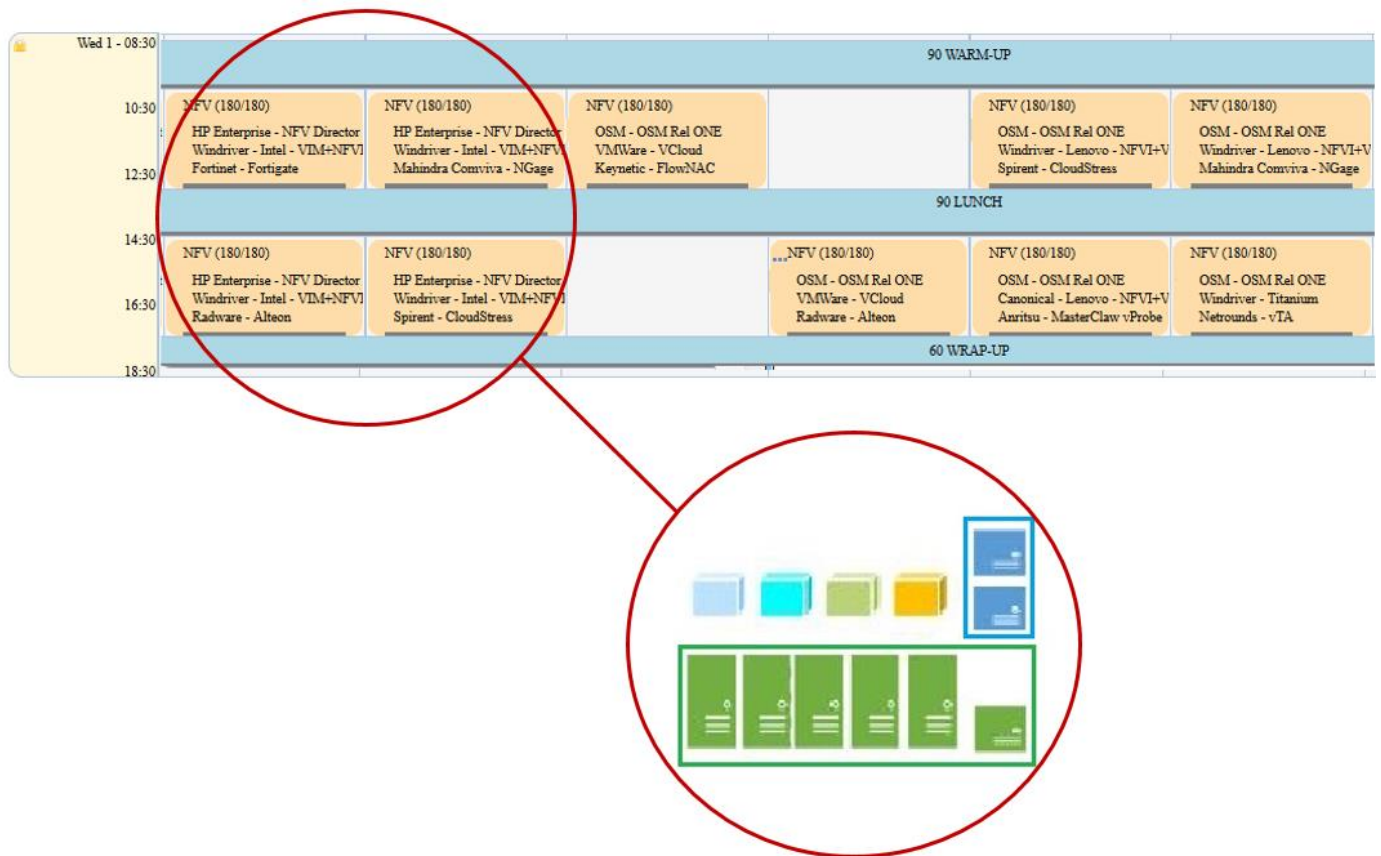 Wed 1 - 08:30
90 WARM-UP
10:30
12:30
NFV (180/180)
HP Enterprise - NFV Director
Windriver - Intel - VIM+NFVI
Fortinet - Fortigate
NFV (180/180)
HP Enterprise - NFV Director
Windriver - Intel - VIM+NFVI
Mahindra Comviva - NGage
NFV (180/180)
OSM - OSM Rel ONE
VMWare - VCloud
Keynetic - FlowNAC
NFV (180/180)
OSM - OSM Rel ONE
Windriver - Lenovo - NFVI+V
Spirent - CloudStress
NFV (180/180)
OSM - OSM Rel ONE
Windriver - Lenovo - NFVI+V
Mahindra Comviva - NGage
90 LUNCH
14:30
16:30
NFV (180/180)
HP Enterprise - NFV Director
Windriver - Intel - VIM+NFVI
Radware - Alteon
NFV (180/180)
HP Enterprise - NFV Director
Windriver - Intel - VIM+NFVI
Spirent - CloudStress
NFV (180/180)
OSM - OSM Rel ONE
VMWare - VCloud
Radware - Alteon
NFV (180/180)
OSM - OSM Rel ONE
Canonical - Lenovo - NFVI+V
Anritsu - MasterClaw vProbe
NFV (180/180)
OSM - OSM Rel ONE
Windriver - Titanium
Netrounds - vTA
60 WRAP-UP
18:30